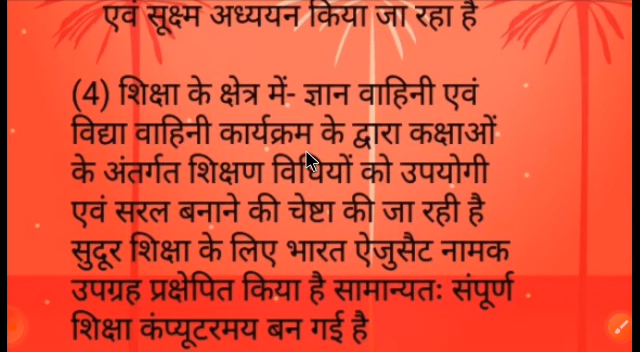 एवं सूक्ष्म अध्ययन किया जा रहा है
(4) शिक्षा के क्षेत्र में- ज्ञान वाहिनी एवं
विद्या वाहिनी कार्यक्रम के द्वारा कक्षाओं
के अंतर्गत शिक्षण विधियों को उपयोगी
एवं सरल बनाने की चेष्टा की जा रही है
सुदूर शिक्षा के लिए भारत ऐजुसैट नामक
उपग्रह प्रक्षेपित किया है सामान्यतः संपूर्ण
शिक्षा कंप्यूटरमय बन गई है